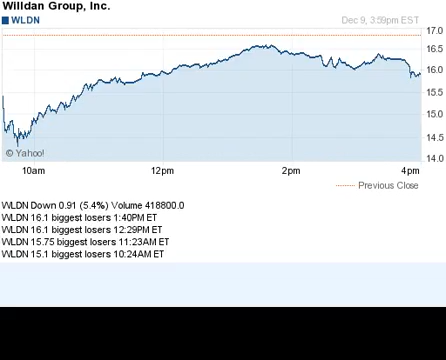 Willdan Group, Inc.
WLDN
Dec 9, 3:59pm EST
17.0
16.5
16.0
15.5
15.0
14.5
14.0
© Yahoo!
10am 12pm 2pm 4pm
Previous Close
WLDN Down 0.91 (5.4%) Volume 418800.0
WLDN 16.1 biggest losers 1:40PM ET
WLDN 16.1 biggest losers 12:29PM ET
WLDN 15.75 biggest losers 11:23AM ET
WLDN 15.1 biggest losers 10:24AM ET